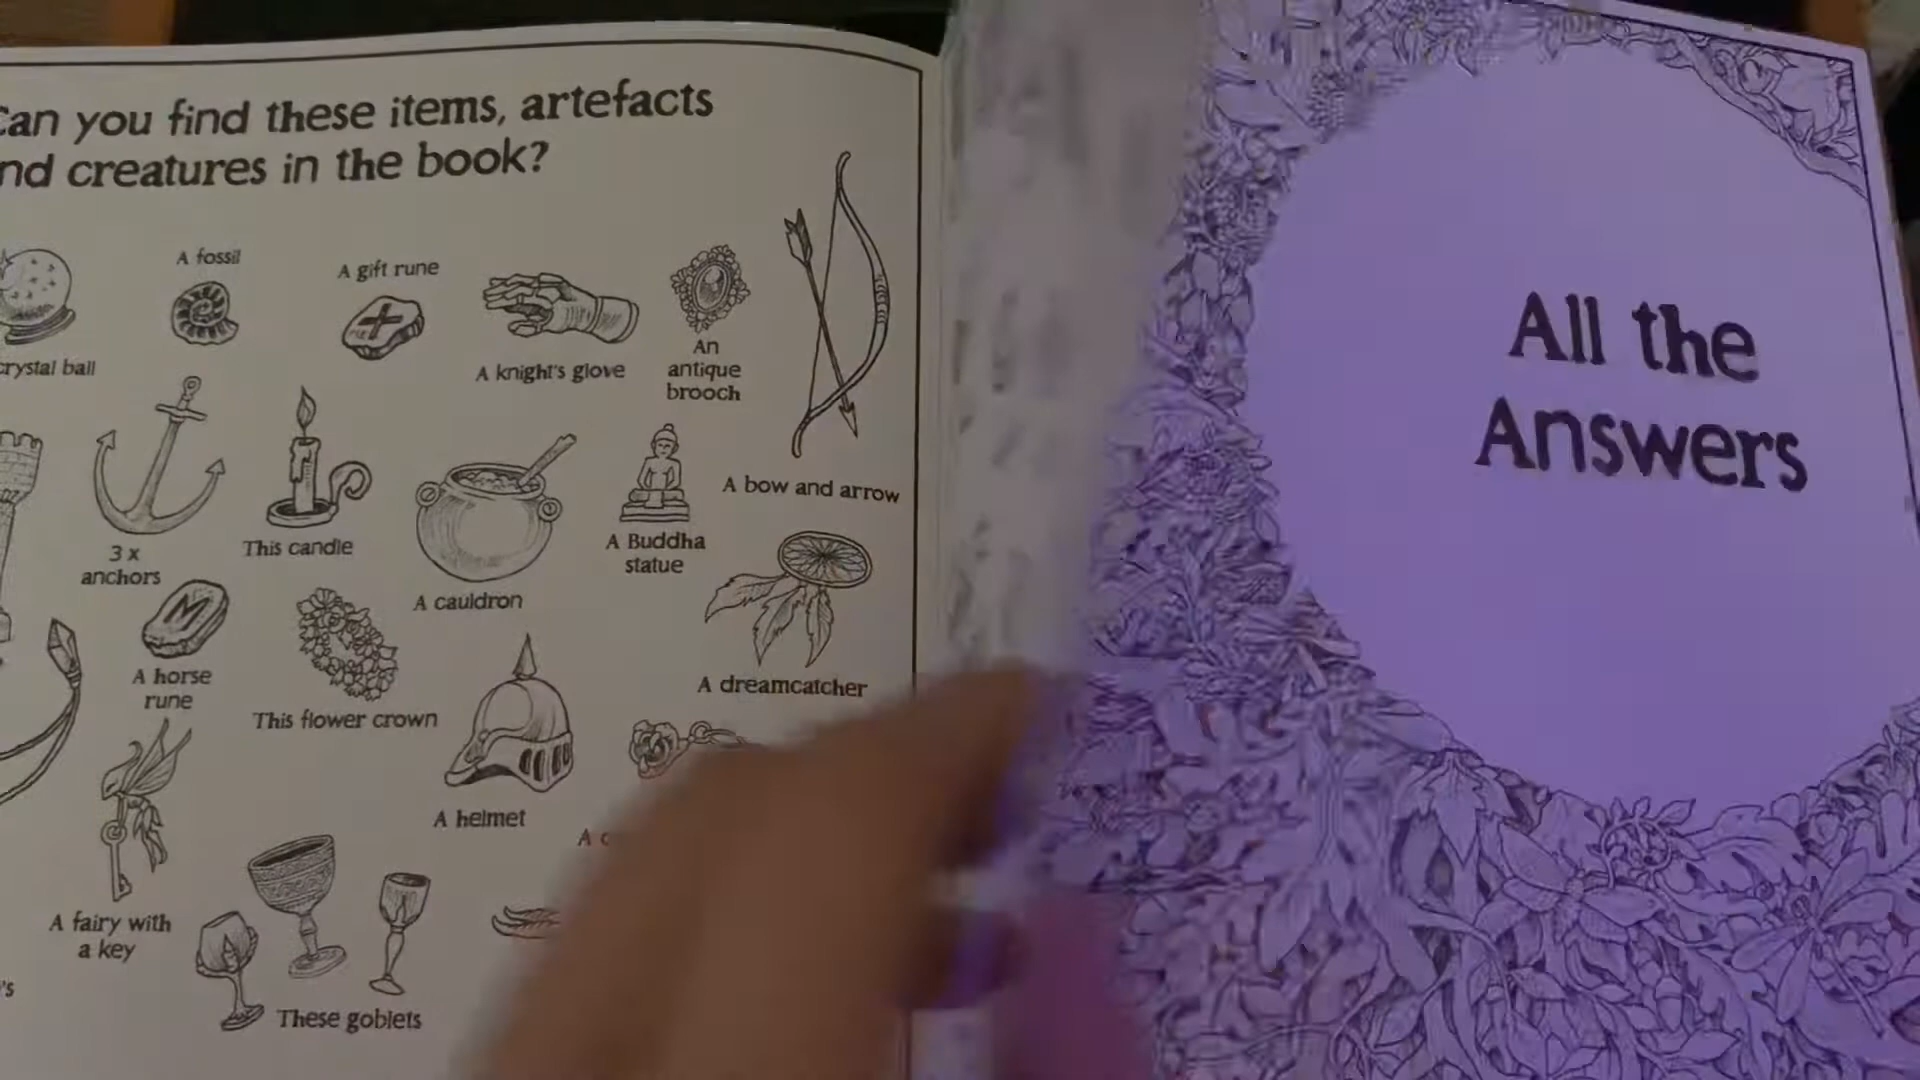 Can you find these items, artefacts
nd creatures in the book?
A fossil
A gift rune
crystal ball
A knight's glove
An
antique
brooch
A bow and arrow
3 x
anchors
This candle
A cauldron
A Buddha
statue
A horse
rune
This flower crown
A dreamcatcher
A helmet
A fairy with
a key
These goblets
All the
Answers